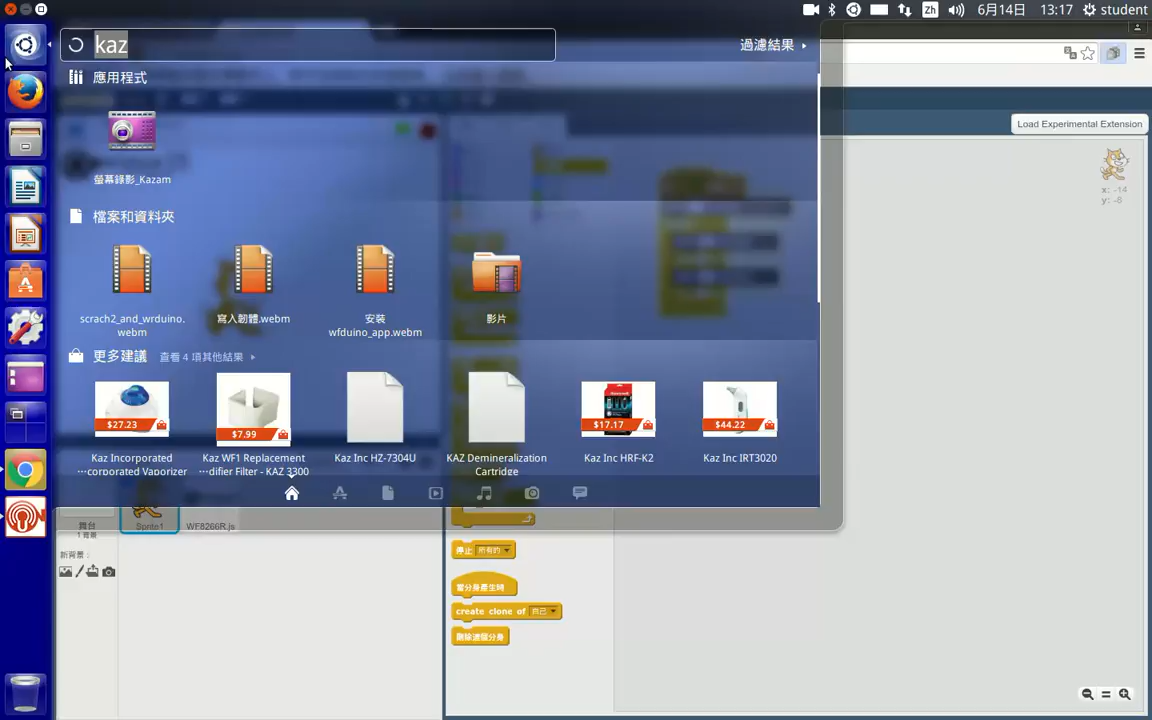 Zh
6月14日
13:17
student
kaz
過濾結果
應用程式
螢幕錄影_Kazam
檔案和資料夾
scrach2_and_wrduino.
webm
寫入韌體.webm
安裝
wfduino_app.webm
影片
更多建議
查看 4 項其他結果
$27.23
$7.99
$17.17
$44.22
Kaz Incorporated
…corporated Vaporizer
Kaz WF1 Replacement
…difier Filter - KAZ 3300
Kaz Inc HZ-7304U
KAZ Demineralization
Cartridge
Kaz Inc HRF-K2
Kaz Inc IRT3020
Load Experimental Extension
x: -14
y: -8
舞台
1 背景
Sprite1
WF8266R.js
新背景：
停止 所有的
當分身產生時
create clone of 自己
刪除這個分身